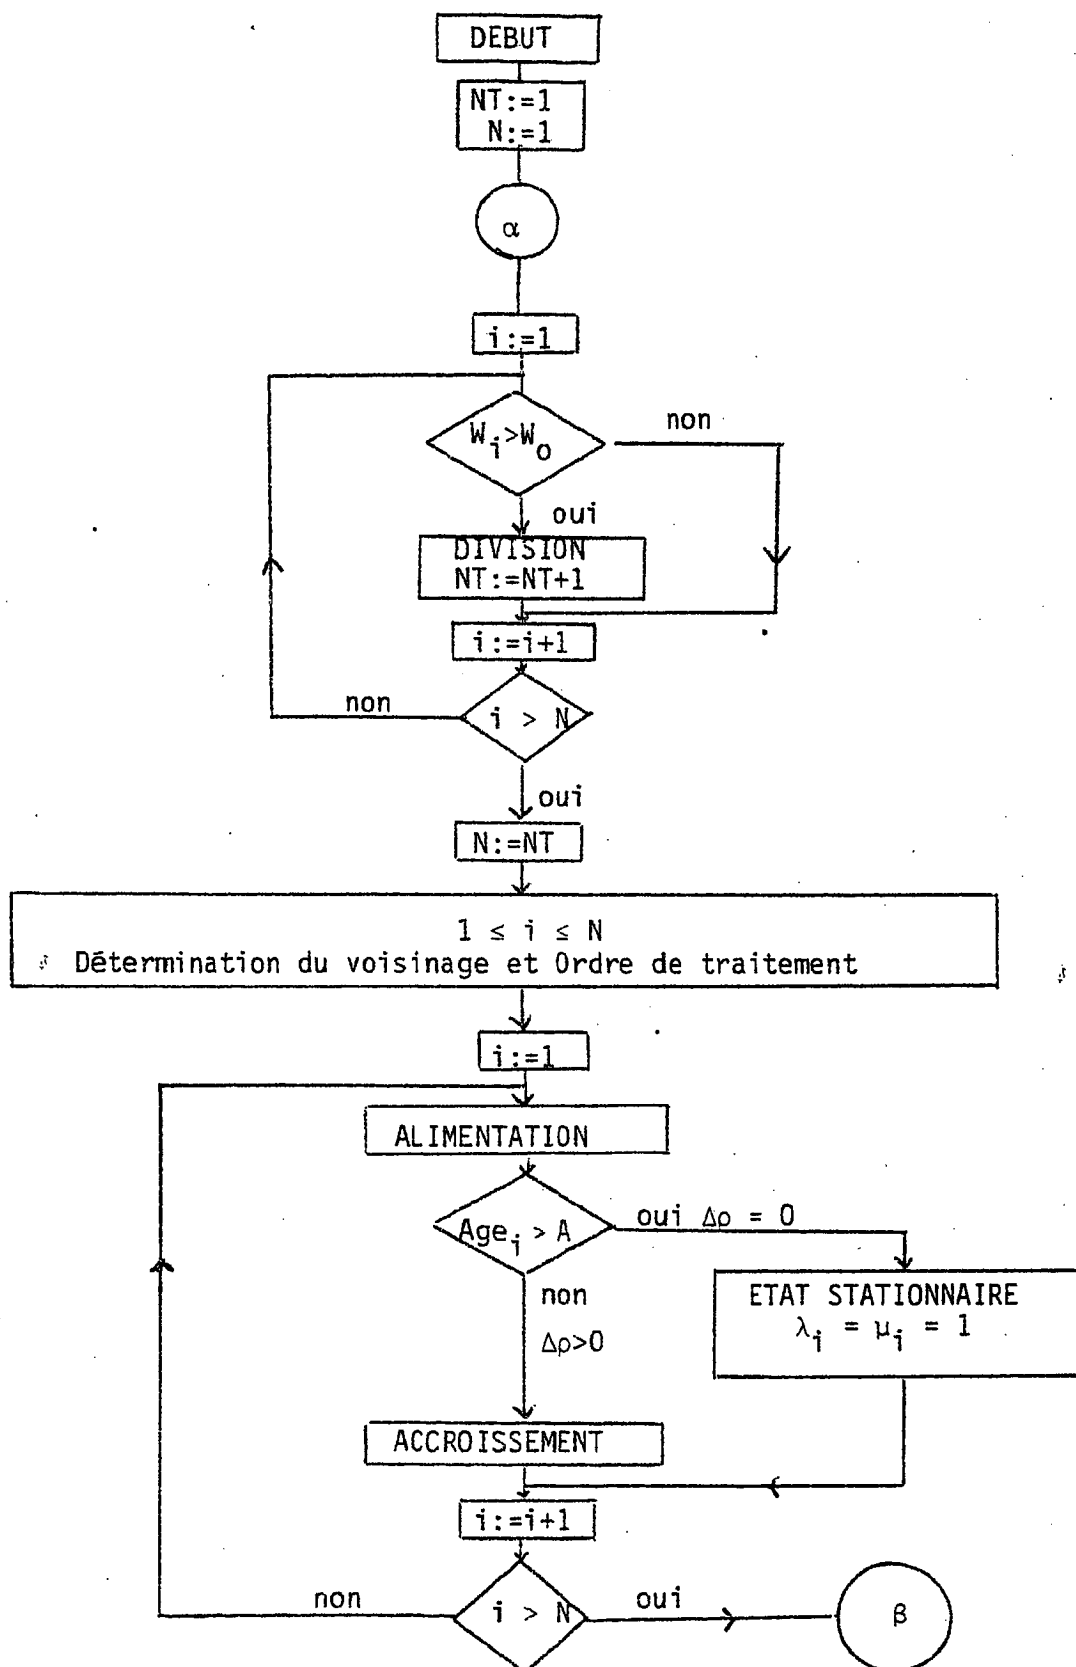 DEBUT
NT:=1
N:=1
α
i:=1
W_i>W_o
non
oui
DIVISION
NT:=NT+1
i:=i+1
i > N
non
oui
N:=NT
1 ≤ i ≤ N
Détermination du voisinage et Ordre de traitement
i:=1
ALIMENTATION
Age_i > A
oui Δρ = 0
non
Δρ>0
ETAT STATIONNAIRE
λ_i = μ_i = 1
ACCROISSEMENT
i:=i+1
non
i > N
oui
β